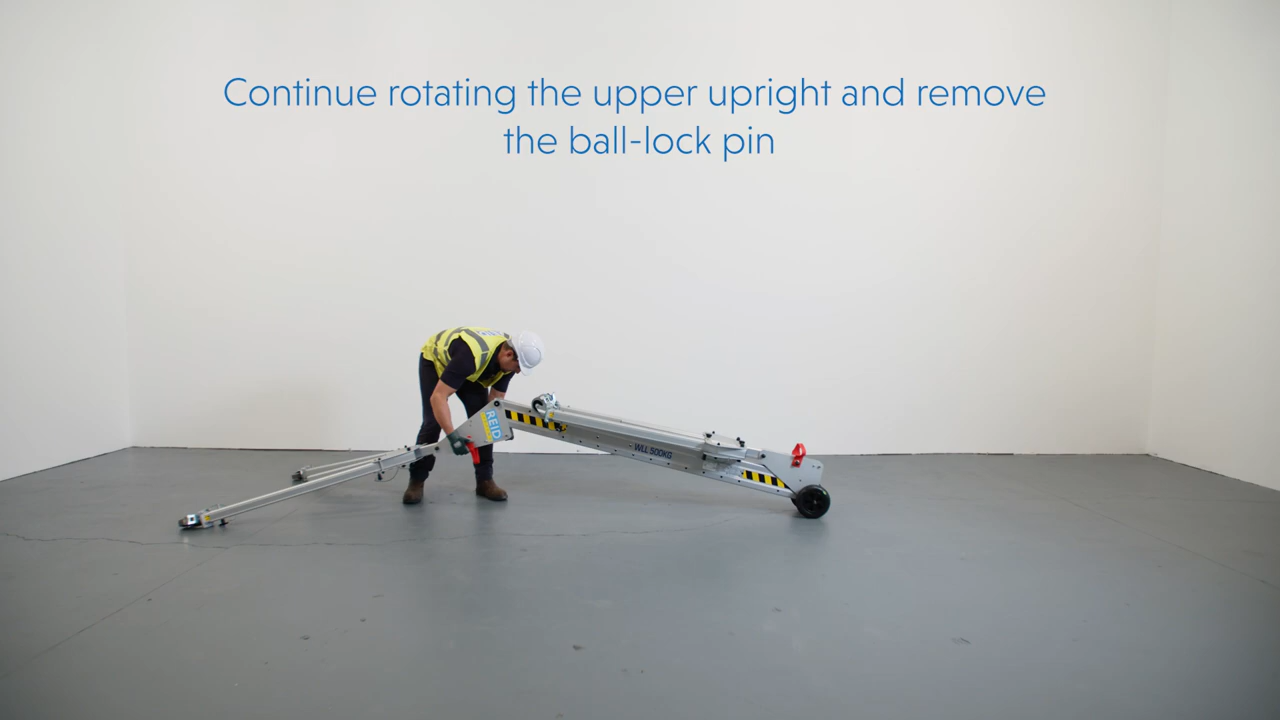 Continue rotating the upper upright and remove
the ball-lock pin
REID
WLL 500KG